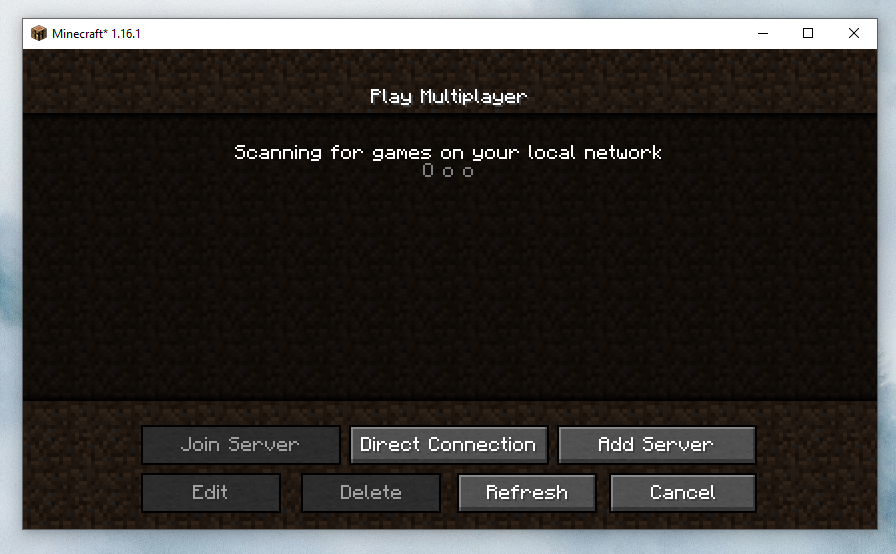 Minecraft* 1.16.1
Play Multiplayer
Scanning for games on your local network
O o o
Join Server Direct Connection Add Server
Edit Delete Refresh Cancel